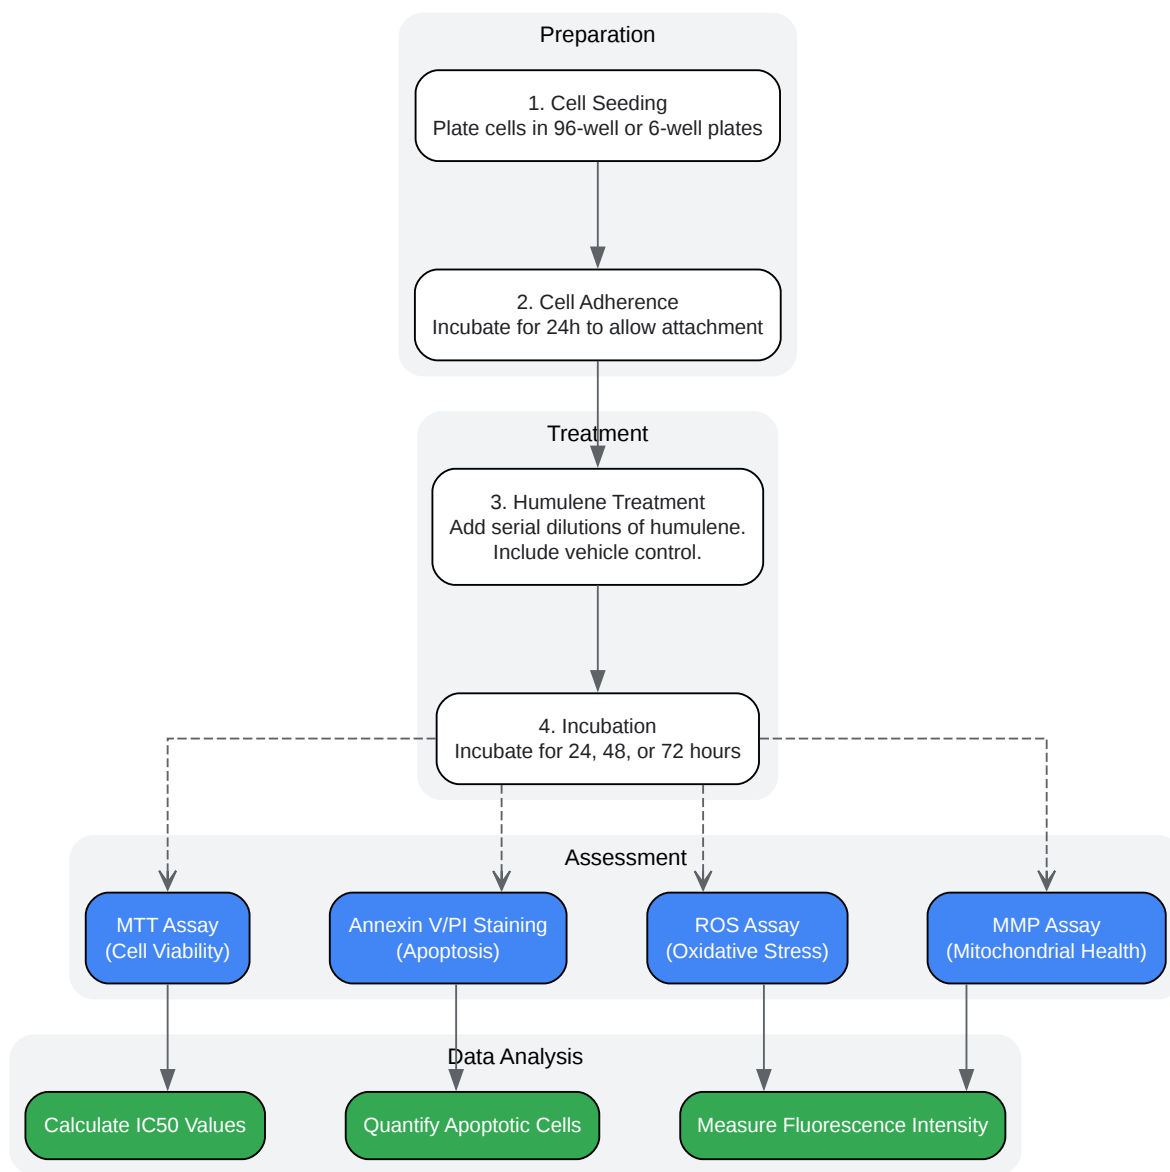 Preparation
1. Cell Seeding
Plate cells in 96-well or 6-well plates
2. Cell Adherence
Incubate for 24h to allow attachment
Treatment
3. Humulene Treatment
Add serial dilutions of humulene.
Include vehicle control.
4. Incubation
Incubate for 24, 48, or 72 hours
Assessment
MTT Assay
(Cell Viability)
Annexin V/PI Staining
(Apoptosis)
ROS Assay
(Oxidative Stress)
MMP Assay
(Mitochondrial Health)
Data Analysis
Calculate IC50 Values
Quantify Apoptotic Cells
Measure Fluorescence Intensity